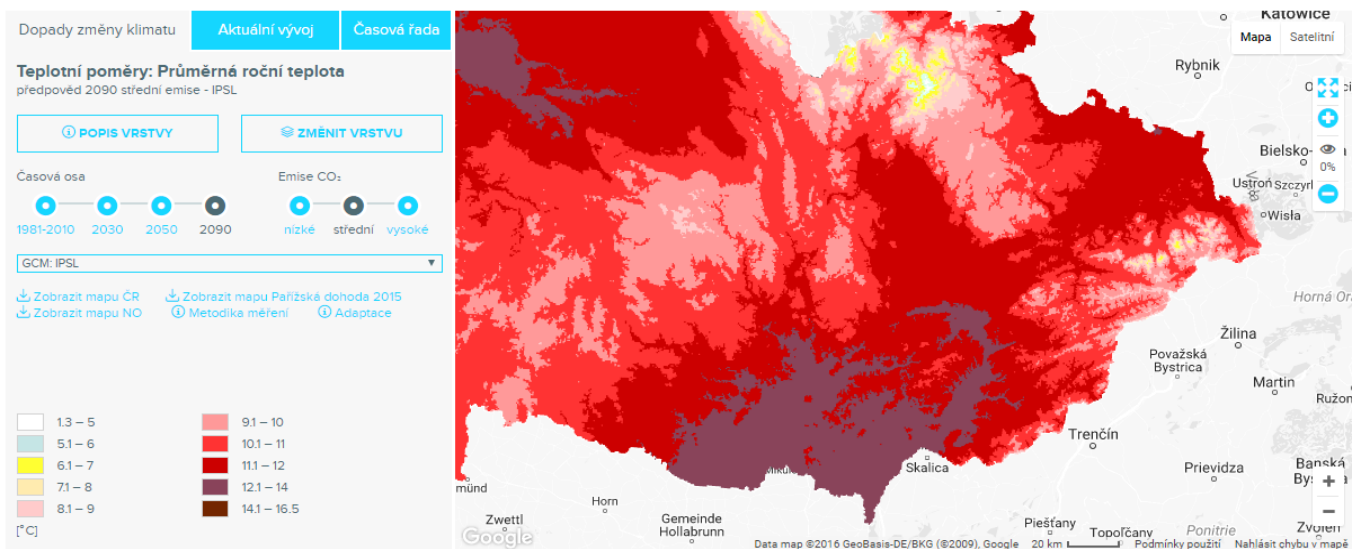 Dopady změny klimatu
Aktuální vývoj
Časová řada
Teplotní poměry: Průměrná roční teplota
předpověd 2090 střední emise - IPSL
POPIS VRSTVY
ZMĚNIT VRSTVU
Časová osa
Emise CO₂
1981-2010 2030 2050 2090
nízké střední vysoké
GCM: IPSL
Zobrazit mapu ČR
Zobrazit mapu Pařížská dohoda 2015
Zobrazit mapu NO
Metodika měření
Adaptace
1.3 – 5
5.1 – 6
6.1 – 7
7.1 – 8
8.1 – 9
9.1 – 10
10.1 – 11
11.1 – 12
12.1 – 14
14.1 – 16.5
[°C]
Katowice
Mapa
Satelitní
Rybnik
Bielsko-
0%
Ustroń
Szczyrk
Wisła
Horná Or
Žilina
Považská
Bystrica
Martin
Ružom
Trenčín
Skalica
Prievidza
Banská
münd
Horn
Zwettl
Gemeinde
Hollabrunn
Piešťany
Topoľčany
Ponitrie
Zvolen
Google
Data map ©2016 GeoBasis-DE/BKG (©2009), Google
20 km
Podmínky použití
Nahlásit chybu v mapě